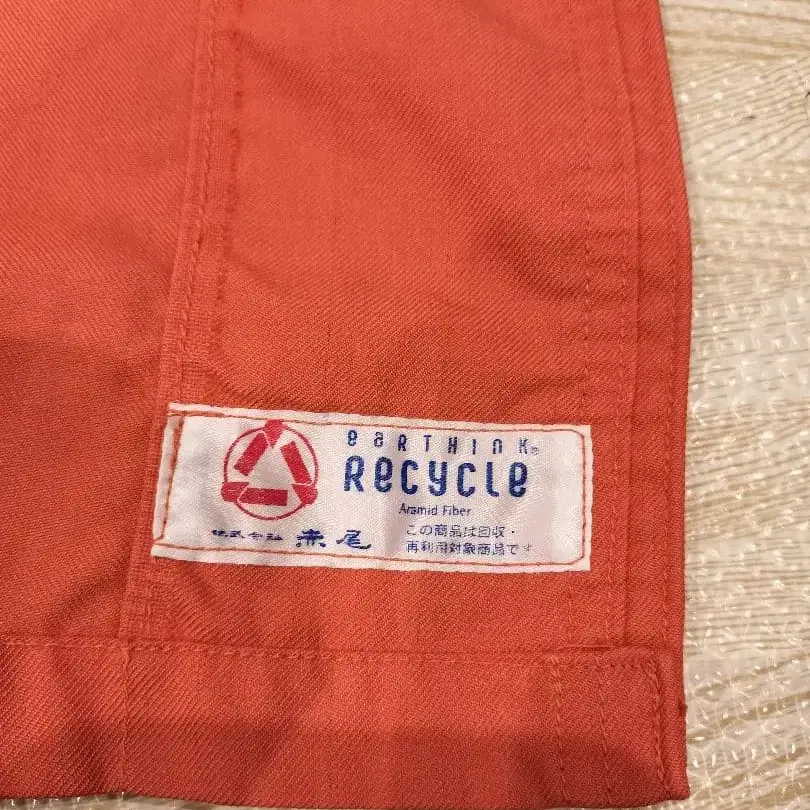 eaRTHinK®
Recycle
Aramid Fiber
この商品は回収・
再利用対象商品です
株式会社 赤尾